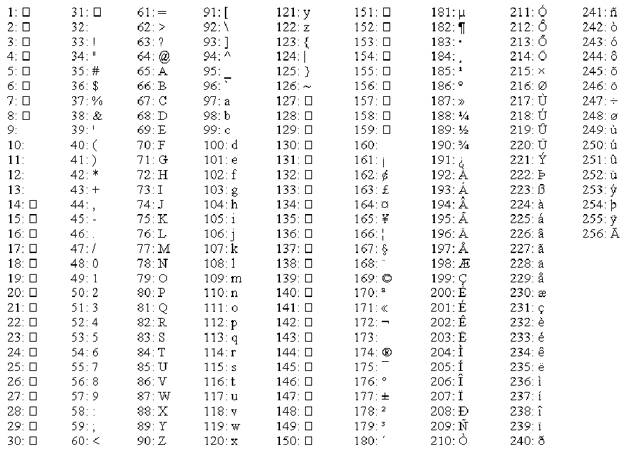 1: □ 31: □ 61: = 91: [ 121: y 151: □ 181: µ 211: Ó 241: ñ
2: □ 32: 62: > 92: \ 122: z 152: □ 182: ¶ 212: Ô 242: ò
3: □ 33: ! 63: ? 93: ] 123: { 153: □ 183: · 213: Õ 243: ó
4: □ 34: " 64: @ 94: ^ 124: | 154: □ 184: ¸ 214: Ö 244: ô
5: □ 35: # 65: A 95: _ 125: } 155: □ 185: ¹ 215: × 245: õ
6: □ 36: $ 66: B 96: ` 126: ~ 156: □ 186: º 216: Ø 246: ö
7: □ 37: % 67: C 97: a 127: □ 157: □ 187: » 217: Ù 247: ÷
8: □ 38: & 68: D 98: b 128: □ 158: □ 188: ¼ 218: Ú 248: ø
9: 39: ' 69: E 99: c 129: □ 159: □ 189: ½ 219: Û 249: ù
10: 40: ( 70: F 100: d 130: □ 160: 190: ¾ 220: Ü 250: ú
11: 41: ) 71: G 101: e 131: □ 161: ¡ 191: ¿ 221: Ý 251: û
12: 42: * 72: H 102: f 132: □ 162: ¢ 192: À 222: Þ 252: ü
13: 43: + 73: I 103: g 133: □ 163: £ 193: Á 223: ß 253: ý
14: □ 44: , 74: J 104: h 134: □ 164: ¤ 194: Â 224: à 254: þ
15: □ 45: - 75: K 105: i 135: □ 165: ¥ 195: Ã 225: á 255: ÿ
16: □ 46: . 76: L 106: j 136: □ 166: ¦ 196: Ä 226: â 256: Ā
17: □ 47: / 77: M 107: k 137: □ 167: § 197: Å 227: ã
18: □ 48: 0 78: N 108: l 138: □ 168: ¨ 198: Æ 228: ä
19: □ 49: 1 79: O 109: m 139: □ 169: © 199: Ç 229: å
20: □ 50: 2 80: P 110: n 140: □ 170: ª 200: È 230: æ
21: □ 51: 3 81: Q 111: o 141: □ 171: « 201: É 231: ç
22: □ 52: 4 82: R 112: p 142: □ 172: ¬ 202: Ê 232: è
23: □ 53: 5 83: S 113: q 143: □ 173: 203: Ë 233: é
24: □ 54: 6 84: T 114: r 144: □ 174: ® 204: Ì 234: ê
25: □ 55: 7 85: U 115: s 145: □ 175: ¯ 205: Í 235: ë
26: □ 56: 8 86: V 116: t 146: □ 176: ° 206: Î 236: ì
27: □ 57: 9 87: W 117: u 147: □ 177: ± 207: Ï 237: í
28: □ 58: : 88: X 118: v 148: □ 178: ² 208: Ð 238: î
29: □ 59: ; 89: Y 119: w 149: □ 179: ³ 209: Ñ 239: ï
30: □ 60: < 90: Z 120: x 150: □ 180: ´ 210: Ò 240: ð